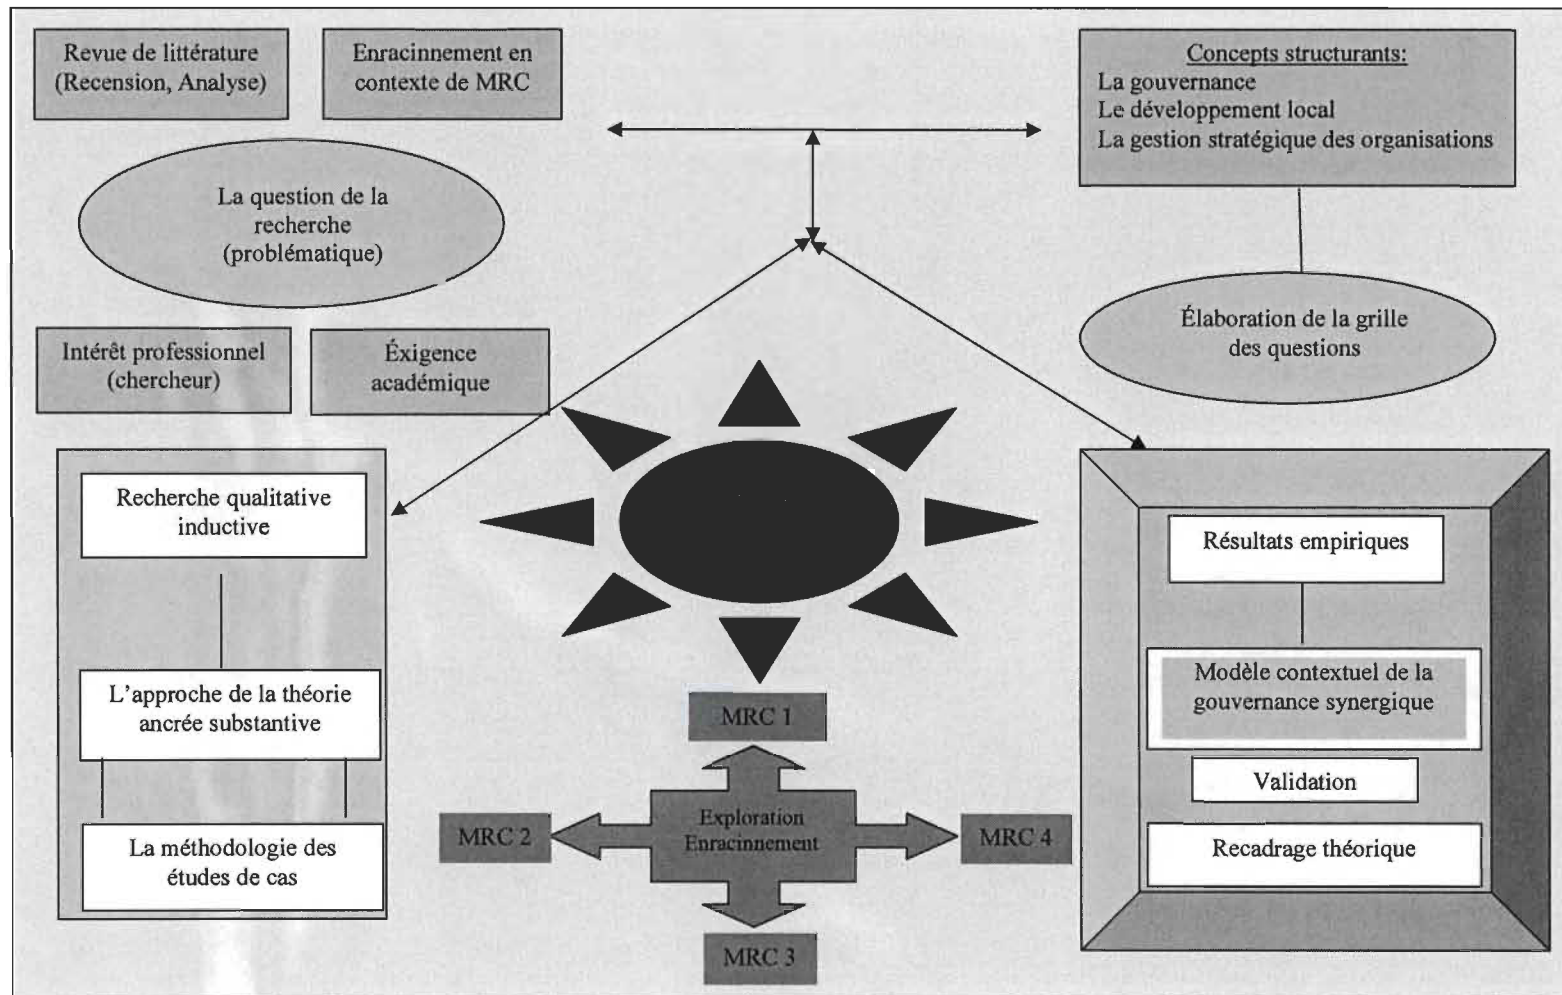 Revue de littérature
(Recension, Analyse)
Enracinnement en
contexte de MRC
La question de la
recherche
(problématique)
Intérêt professionnel
(chercheur)
Éxigence
académique
Concepts structurants:
La gouvernance
Le développement local
La gestion stratégique des organisations
Élaboration de la grille
des questions
Recherche qualitative
inductive
L'approche de la théorie
ancrée substantive
La méthodologie des
études de cas
MRC 1
MRC 2
Exploration
Enracinnement
MRC 4
MRC 3
Résultats empiriques
Modèle contextuel de la
gouvernance synergique
Validation
Recadrage théorique